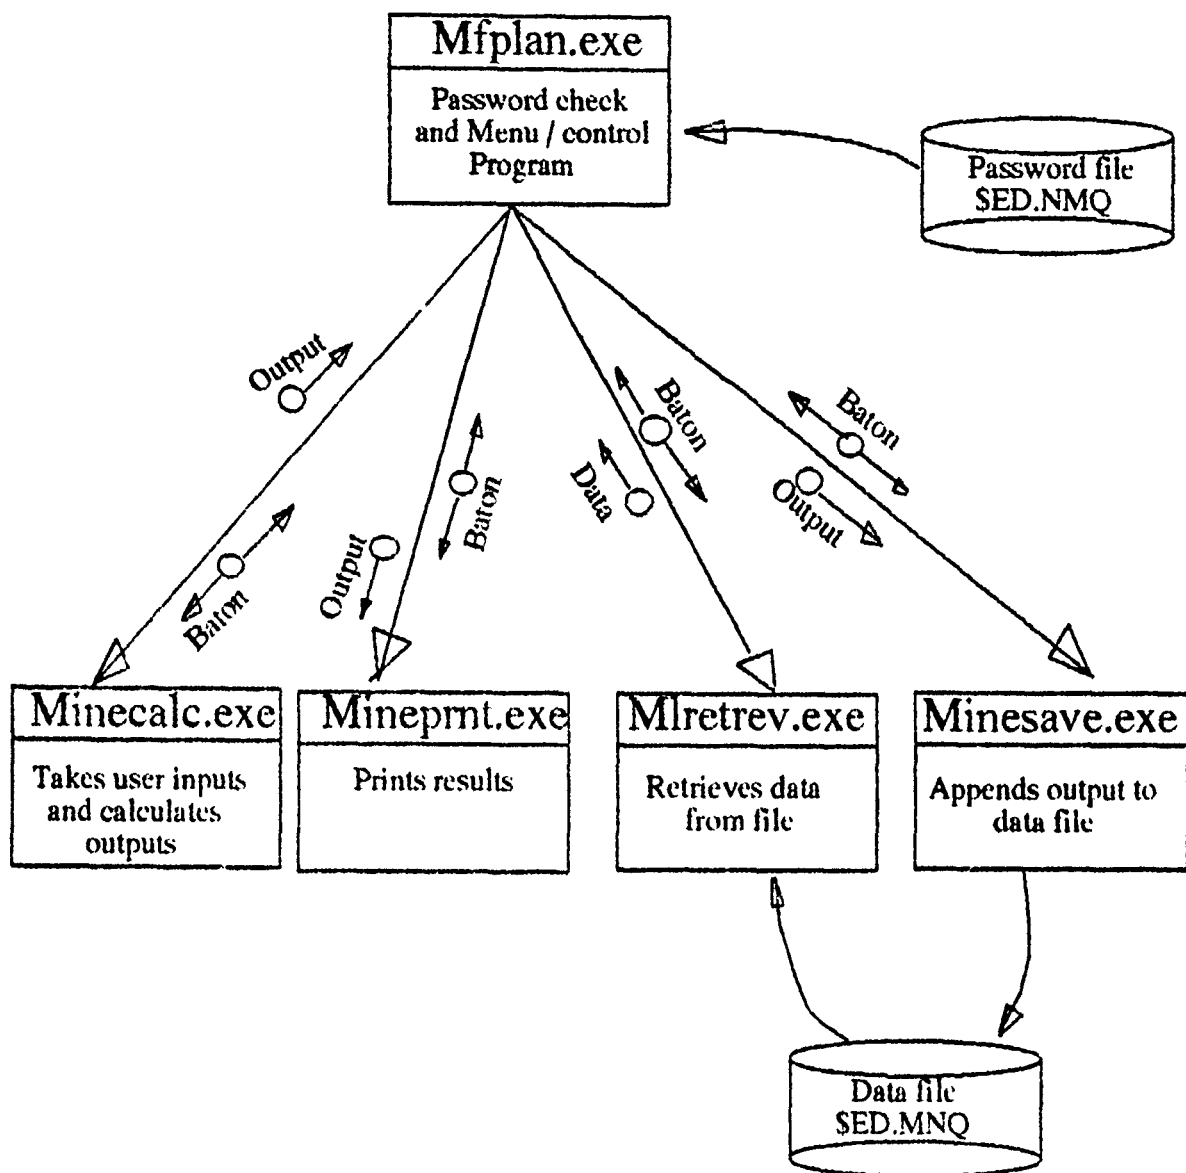 Mfplan.exe
Password check
and Menu / control
Program
Password file
$ED.NMQ
Output
Baton
Output
Baton
Data
Baton
Output
Baton
Minecalc.exe
Takes user inputs
and calculates
outputs
Mineprnt.exe
Prints results
Mlretrev.exe
Retrieves data
from file
Minesave.exe
Appends output to
data file
Data file
$ED.MNQ